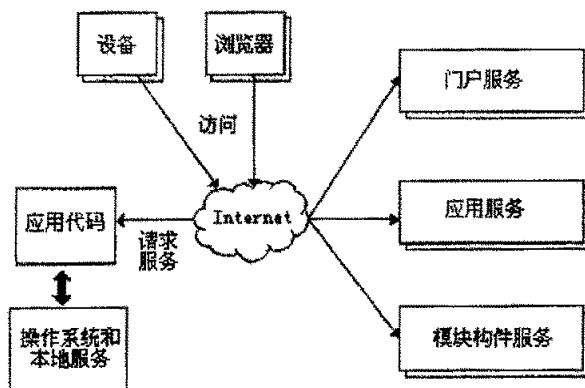 设备
浏览器
门户服务
访问
应用代码
Internet
应用服务
请求
服务
操作系统和
本地服务
模块构件服务